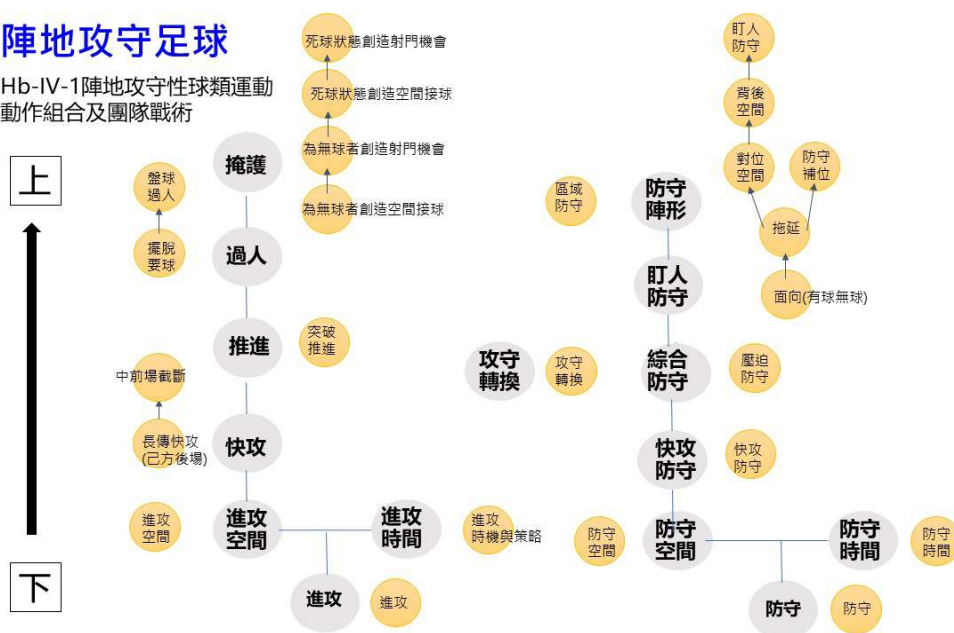 陣地攻守足球
Hb-IV-1陣地攻守性球類運動
動作組合及團隊戰術
上
下
死球狀態創造射門機會
死球狀態創造空間接球
為無球者創造射門機會
為無球者創造空間接球
掩護
盤球
過人
擺脫
要球
過人
推進
突破
推進
中前場截斷
長傳快攻
(己方後場)
快攻
進攻
空間
進攻
空間
進攻
時間
進攻
時機與策略
進攻
進攻
攻守
轉換
攻守
轉換
盯人
防守
背後
空間
對位
空間
防守
補位
拖延
面向(有球無球)
區域
防守
防守
陣形
盯人
防守
綜合
防守
壓迫
防守
快攻
防守
快攻
防守
防守
空間
防守
空間
防守
時間
防守
時間
防守
防守